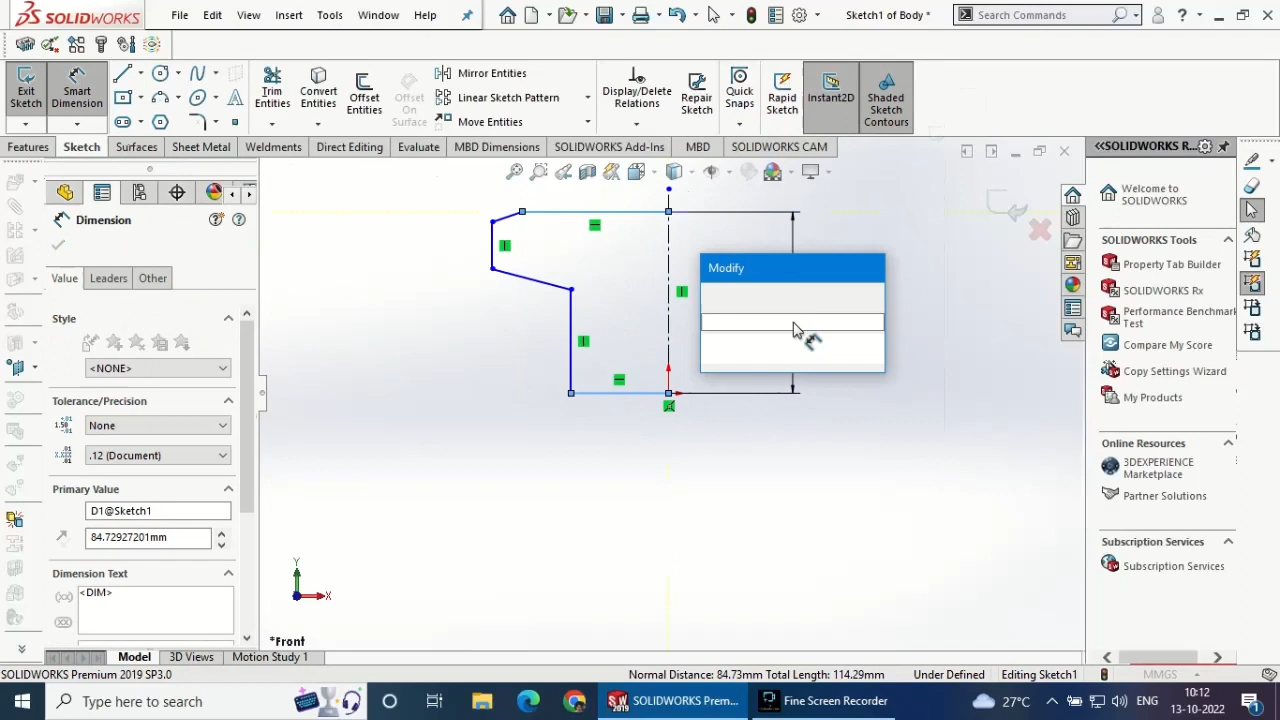 SOLIDWORKS
File Edit View Insert Tools Window Help
Sketch1 of Body *
Search Commands
Exit Sketch
Smart Dimension
Trim Entities
Convert Entities
Offset Entities
Offset On Surface
Mirror Entities
Linear Sketch Pattern
Move Entities
Display/Delete Relations
Repair Sketch
Quick Snaps
Rapid Sketch
Instant2D
Shaded Sketch Contours
Features Sketch Surfaces Sheet Metal Weldments Direct Editing Evaluate MBD Dimensions SOLIDWORKS Add-Ins MBD SOLIDWORKS CAM
SOLIDWORKS R...
Dimension
Value Leaders Other
Style
<NONE>
Tolerance/Precision
None
.12 (Document)
Primary Value
D1@Sketch1
84.72927201mm
Dimension Text
<DIM>
Modify
Y
X
*Front
Welcome to SOLIDWORKS
SOLIDWORKS Tools
Property Tab Builder
SOLIDWORKS Rx
Performance Benchmark Test
Compare My Score
Copy Settings Wizard
My Products
Online Resources
3DEXPERIENCE Marketplace
Partner Solutions
Subscription Services
Subscription Services
Model 3D Views Motion Study 1
SOLIDWORKS Premium 2019 SP3.0
Normal Distance: 84.73mm Total Length: 114.29mm
Under Defined
Editing Sketch1
MMGS
Type here to search
SOLIDWORKS Prem...
Fine Screen Recorder
27°C
ENG
10:12
13-10-2022